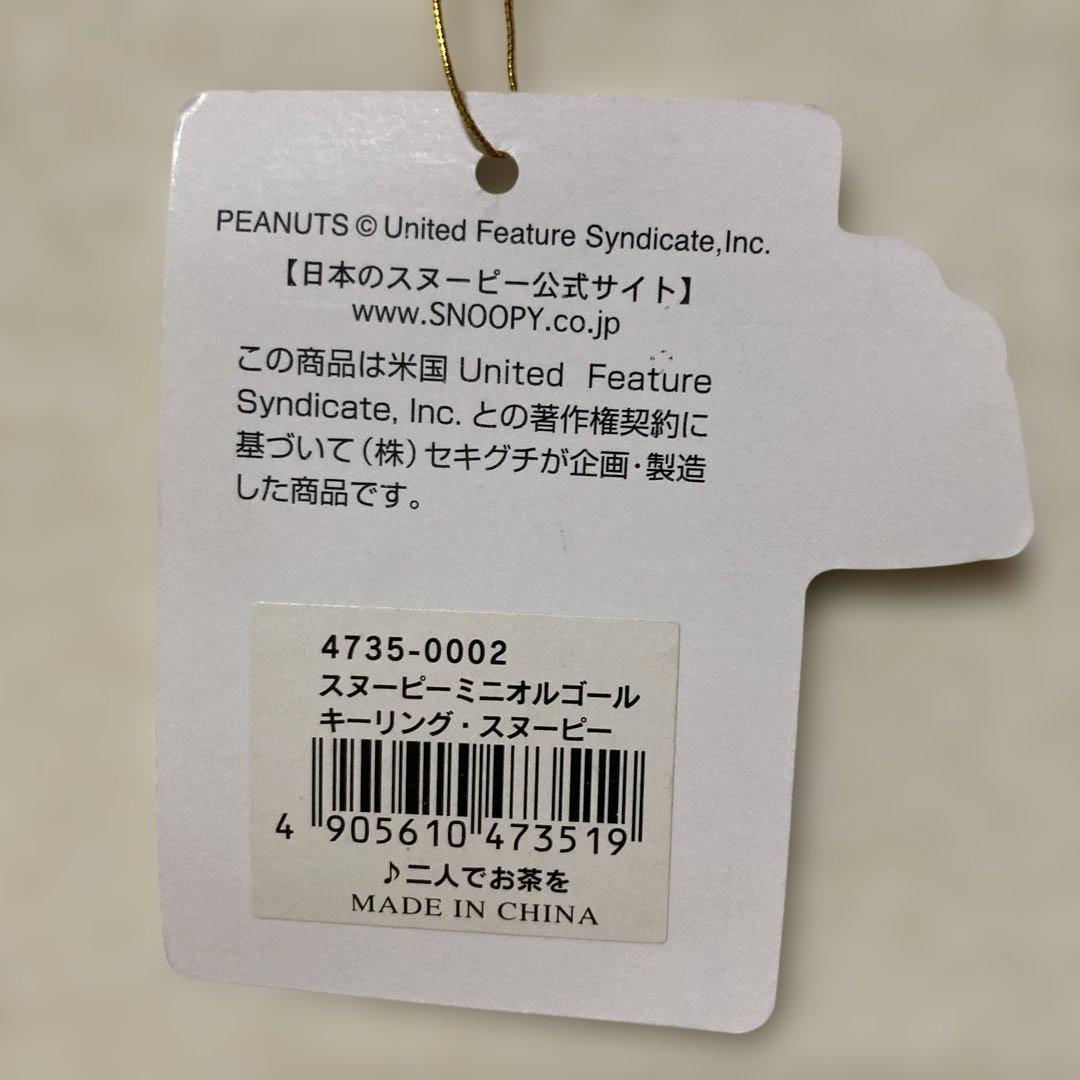 PEANUTS © United Feature Syndicate,Inc.
【日本のスヌーピー公式サイト】
www.SNOOPY.co.jp
この商品は米国 United Feature
Syndicate, Inc. との著作権契約に
基づいて(株)セキグチが企画・製造
した商品です。
4735-0002
スヌーピーミニオルゴール
キーリング・スヌーピー
4 905610 473519
♪二人でお茶を
MADE IN CHINA